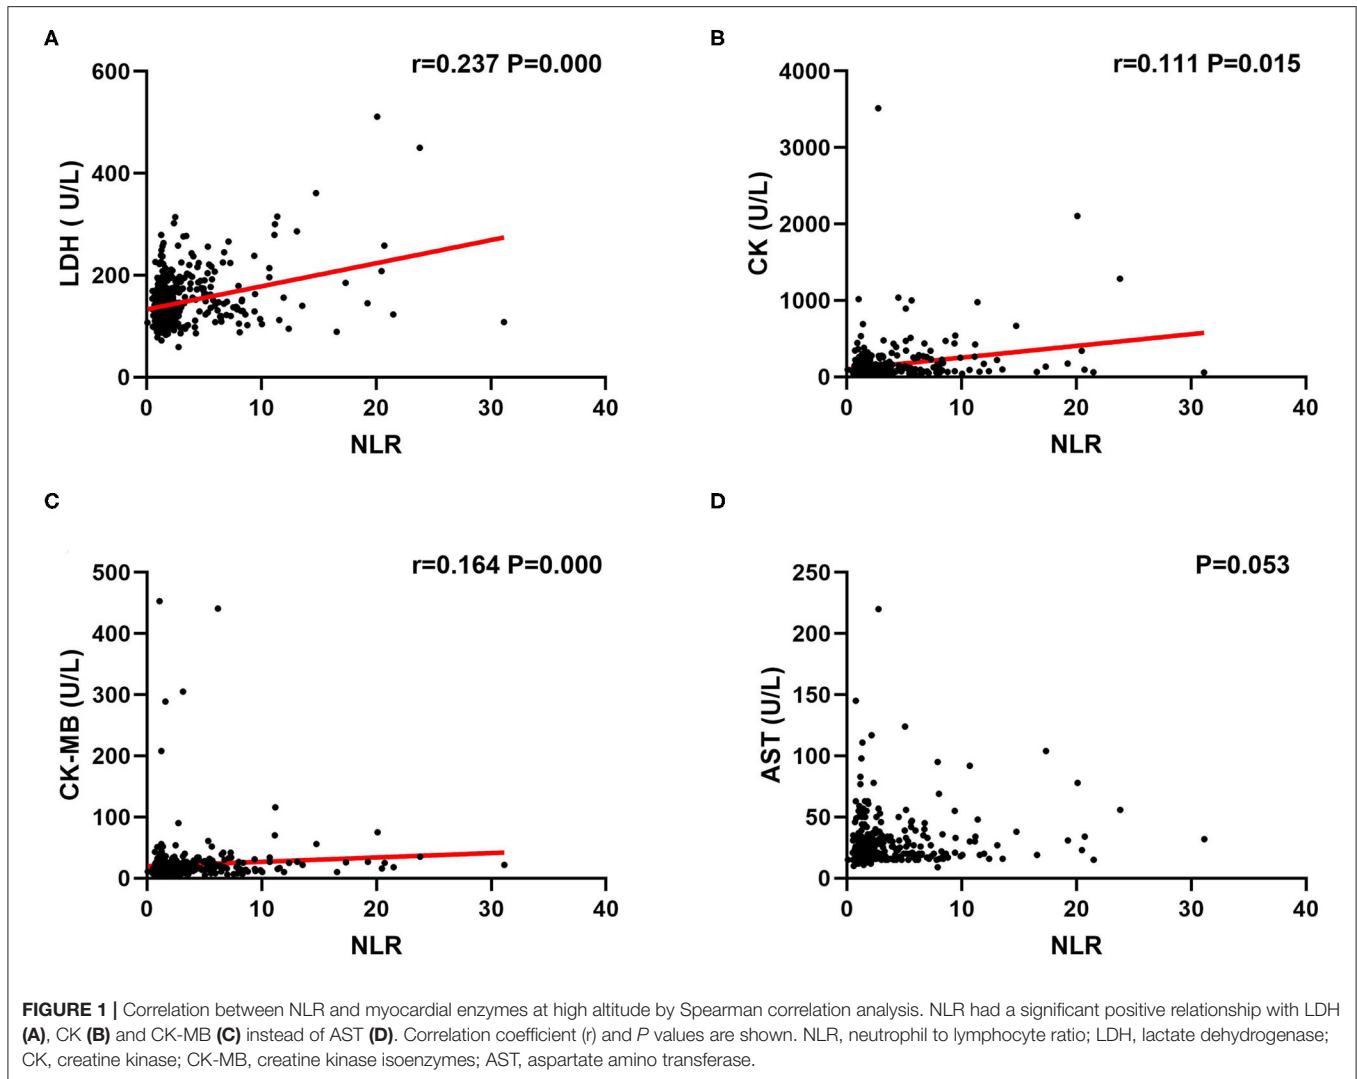 A
r=0.237 P=0.000
600
400
200
0
LDH ( U/L)
0 10 20 30 40
NLR
B
r=0.111 P=0.015
4000
3000
2000
1000
0
CK (U/L)
0 10 20 30 40
NLR
C
r=0.164 P=0.000
500
400
300
200
100
0
CK-MB (U/L)
0 10 20 30 40
NLR
D
P=0.053
250
200
150
100
50
0
AST (U/L)
0 10 20 30 40
NLR
FIGURE 1 | Correlation between NLR and myocardial enzymes at high altitude by Spearman correlation analysis. NLR had a significant positive relationship with LDH
(A), CK (B) and CK-MB (C) instead of AST (D). Correlation coefficient (r) and P values are shown. NLR, neutrophil to lymphocyte ratio; LDH, lactate dehydrogenase;
CK, creatine kinase; CK-MB, creatine kinase isoenzymes; AST, aspartate amino transferase.